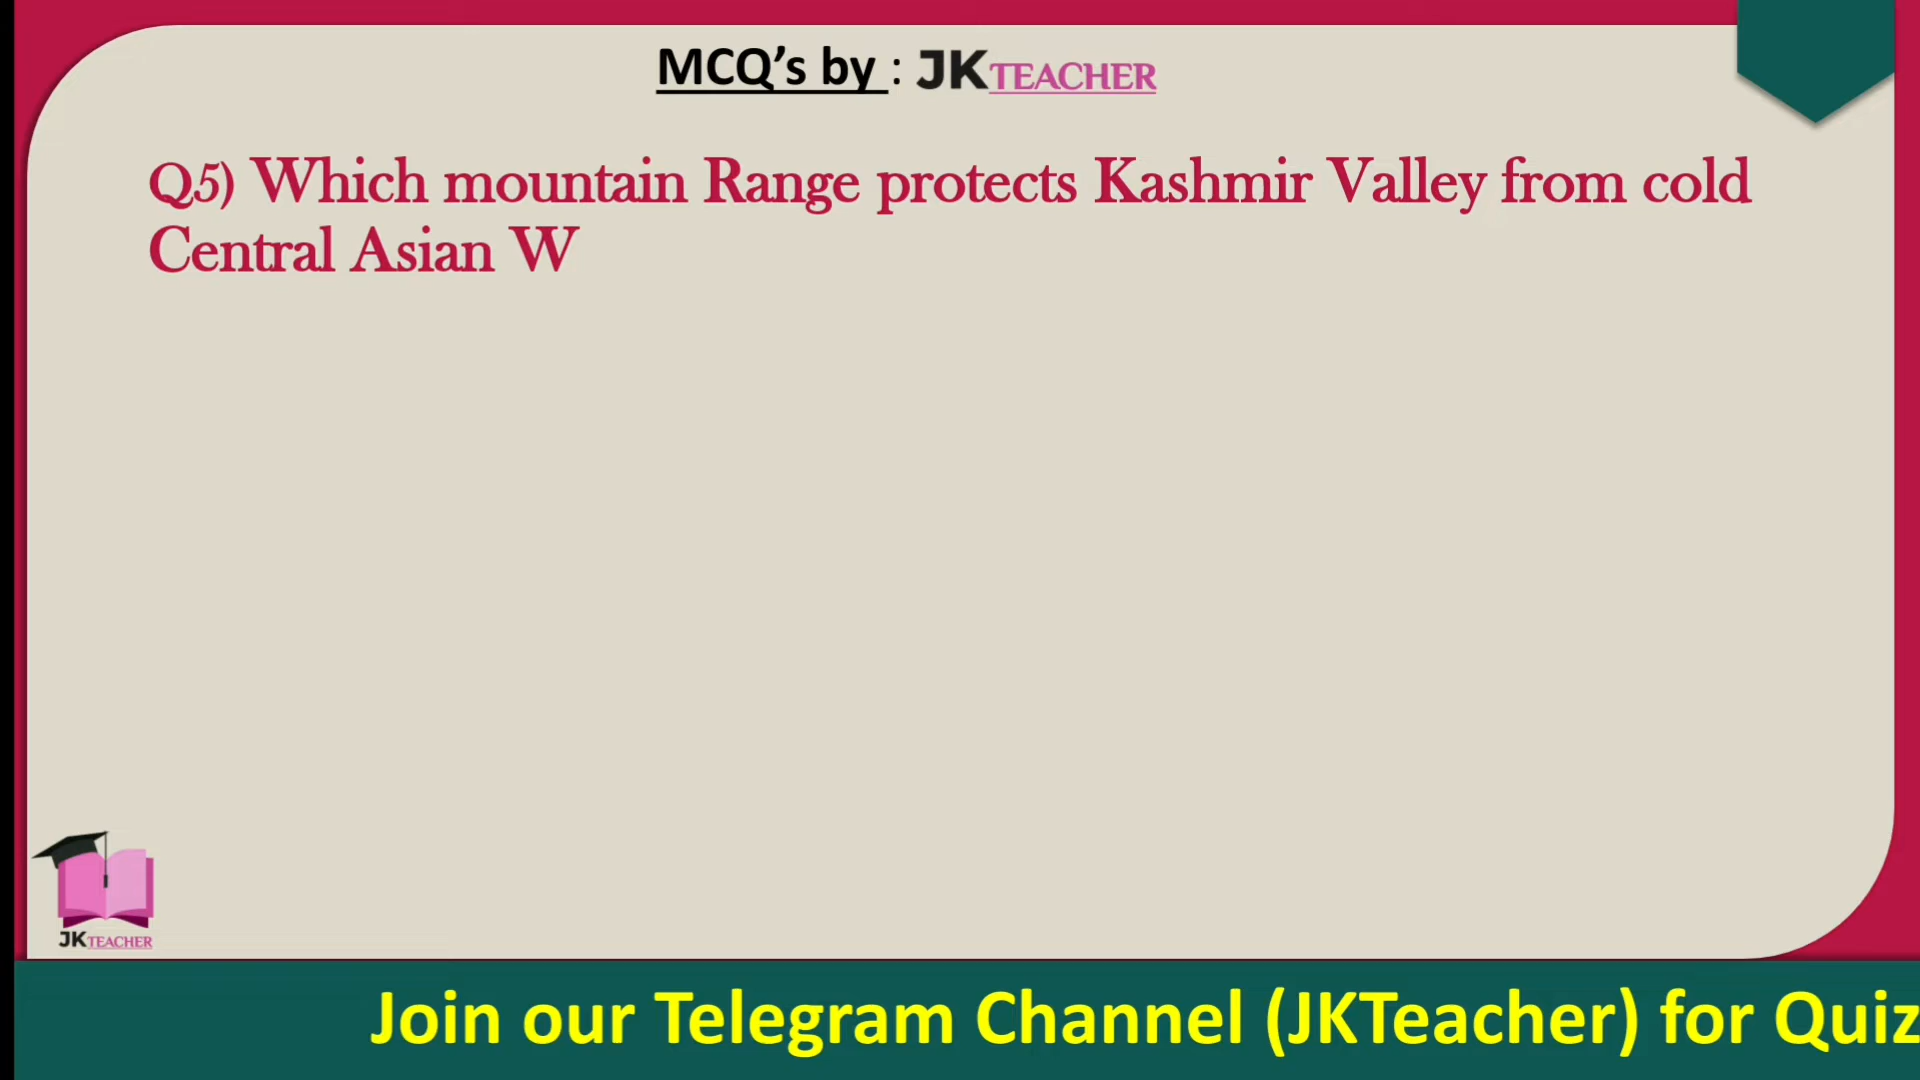 MCQ’s by : JKTEACHER
Q5) Which mountain Range protects Kashmir Valley from cold
Central Asian W
JKTEACHER
Join our Telegram Channel (JKTeacher) for Quiz